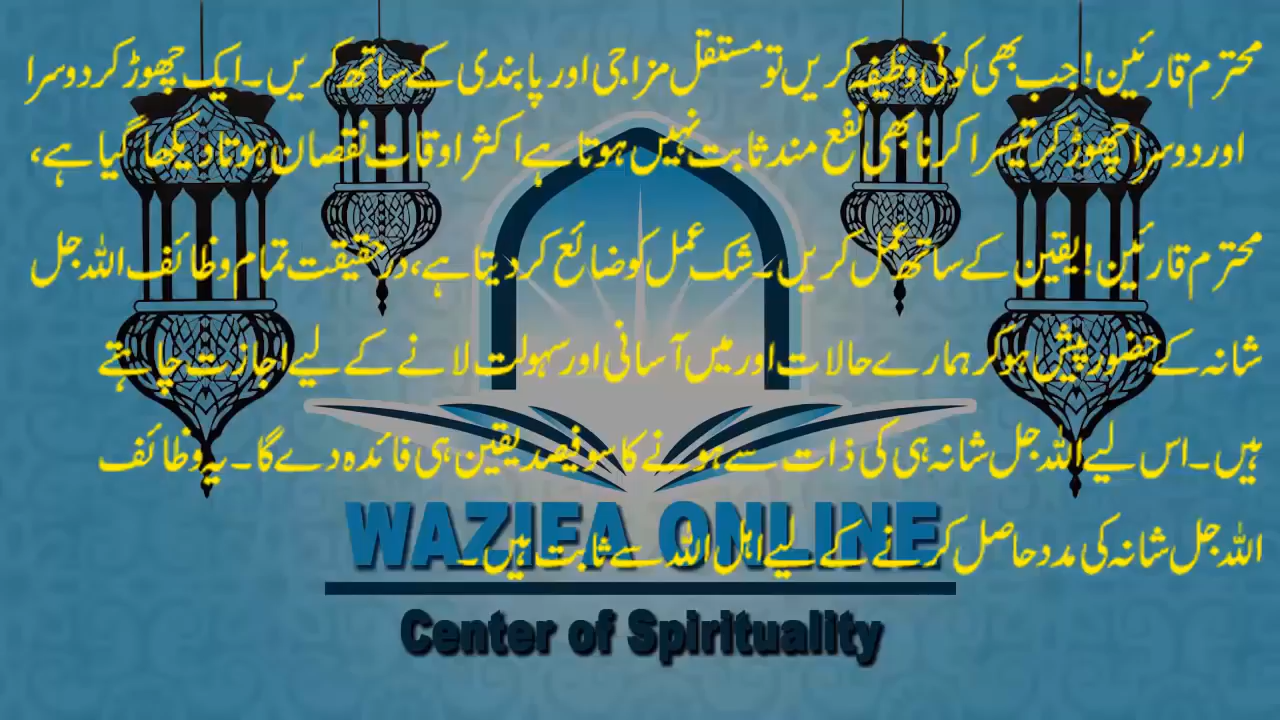 محترم قارئین! جب بھی کوئی وظیفہ کریں تو مستقل مزاجی اور پابندی کے ساتھ کریں۔ ایک چھوڑ کر دوسرا
اور دوسرا چھوڑ کر تیسرا کرنا بھی نفع مند ثابت نہیں ہوتا ہے اکثر اوقات نقصان ہوتا دیکھا گیا ہے،
محترم قارئین! یقین کے ساتھ عمل کریں۔ شک عمل کو ضائع کر دیتا ہے، در حقیقت تمام وظائف اللہ جل
شانہ کے حضور پیش ہو کر ہمارے حالات اور میں آسانی اور سہولت لانے کے لیے اجازت چاہتے
ہیں۔ اس لیے اللہ جل شانہ ہی کی ذات سے ہونے کا سو فیصد یقین ہی فائدہ دے گا۔ یہ وظائف
اللہ جل شانہ کی مدد حاصل کرنے کے لیے اہل اللہ سے ثابت ہیں۔
WAZIFA ONLINE
Center of Spirituality